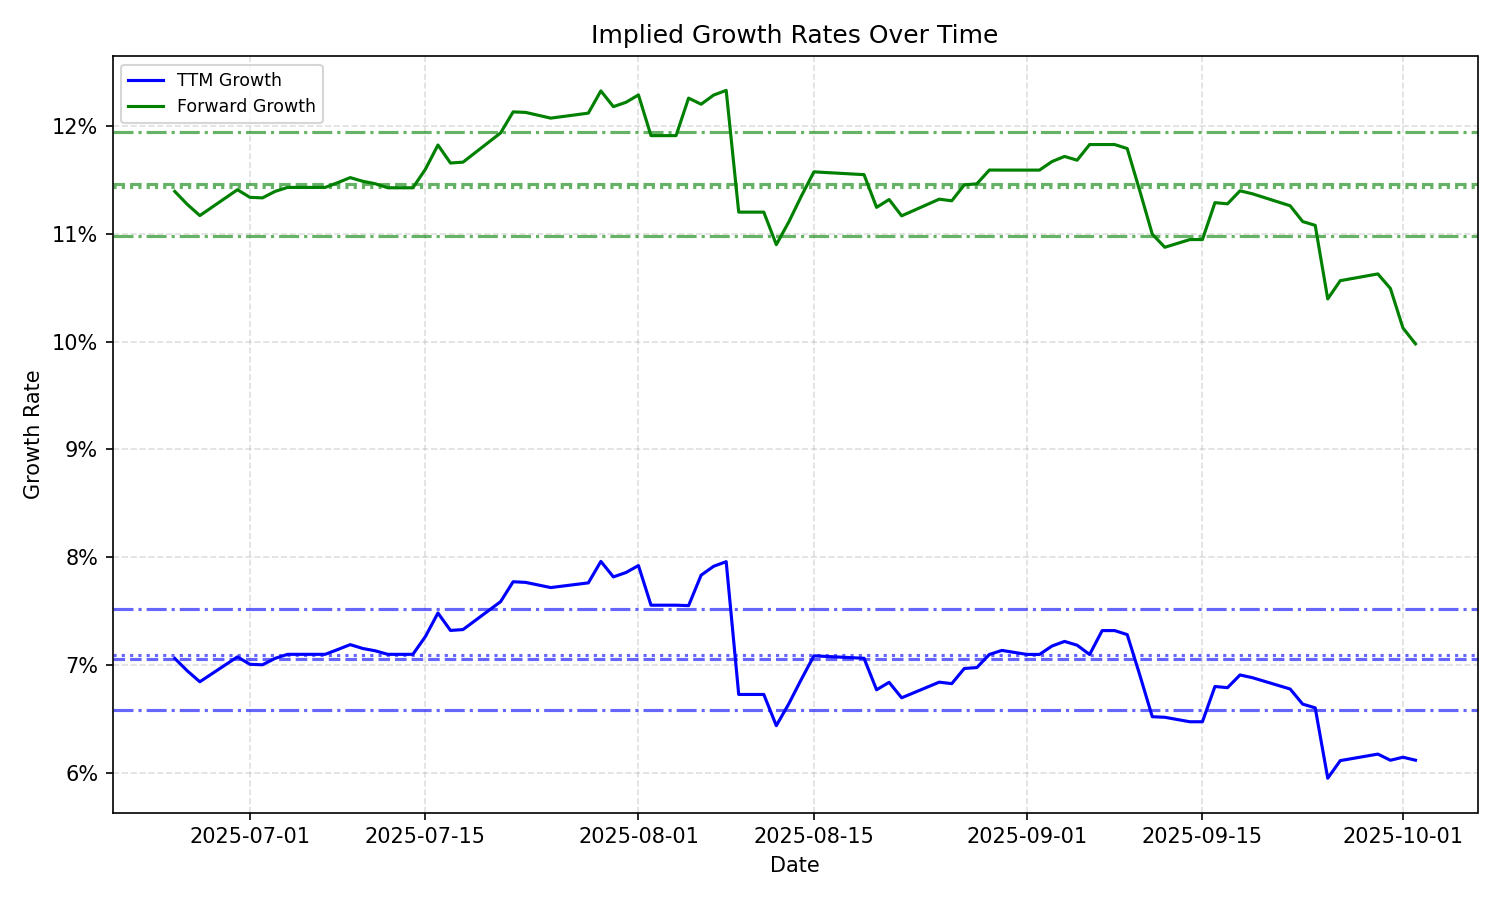 Implied Growth Rates Over Time
TTM Growth
Forward Growth
12%
11%
10%
9%
8%
7%
6%
Growth Rate
2025-07-01
2025-07-15
2025-08-01
2025-08-15
2025-09-01
2025-09-15
2025-10-01
Date